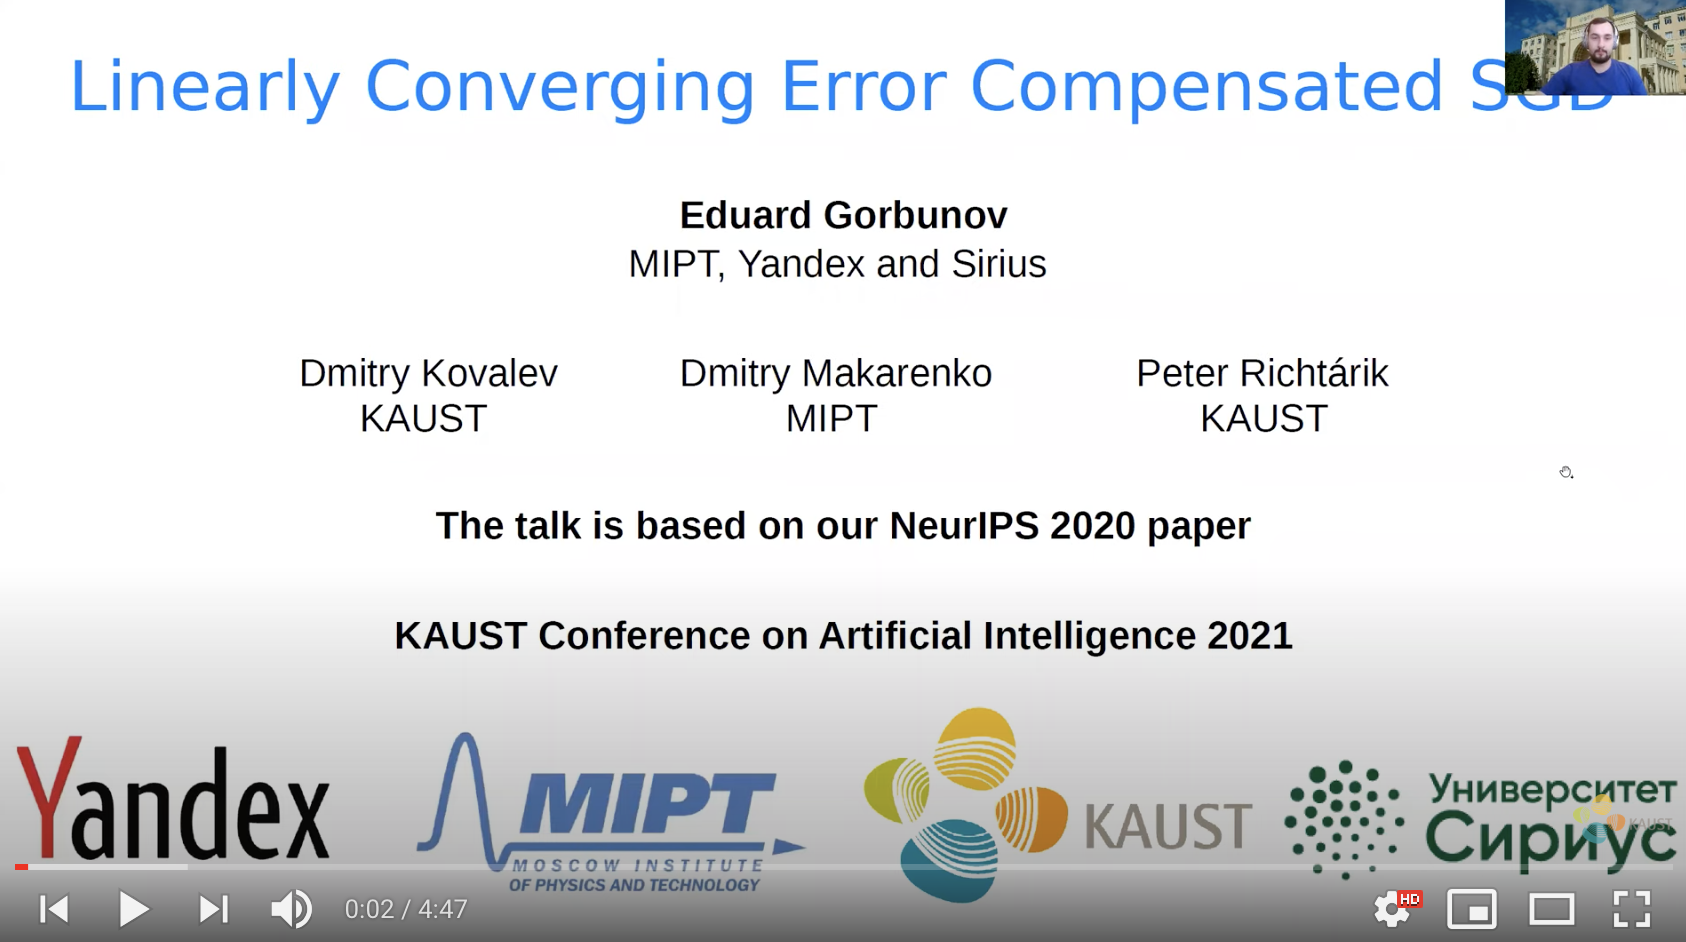 Linearly Converging Error Compensated SGD
Eduard Gorbunov
MIPT, Yandex and Sirius
Dmitry Kovalev Dmitry Makarenko Peter Richtárik
KAUST MIPT KAUST
The talk is based on our NeurIPS 2020 paper
KAUST Conference on Artificial Intelligence 2021
Yandex
MIPT
MOSCOW INSTITUTE
OF PHYSICS AND TECHNOLOGY
KAUST
Университет
Сириус
KAUST
0:02 / 4:47
HD